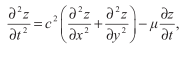 ∂²z/∂t² = c²(∂²z/∂x² + ∂²z/∂y²) − μ ∂z/∂t,